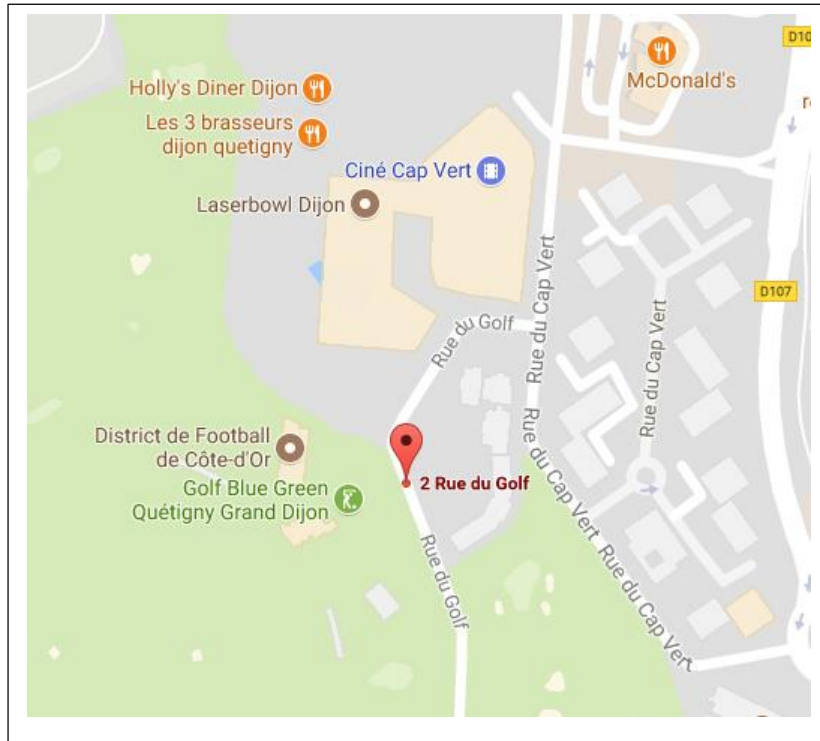 D10
McDonald's
Holly's Diner Dijon
Les 3 brasseurs
dijon quetigny
Ciné Cap Vert
Laserbowl Dijon
Rue du Cap Vert
D107
Rue du Golf
Rue du Cap Vert
Rue du Cap Vert
District de Football
de Côte-d'Or
2 Rue du Golf
Golf Blue Green
Quétigny Grand Dijon
Rue du Golf
Rue du Cap Vert